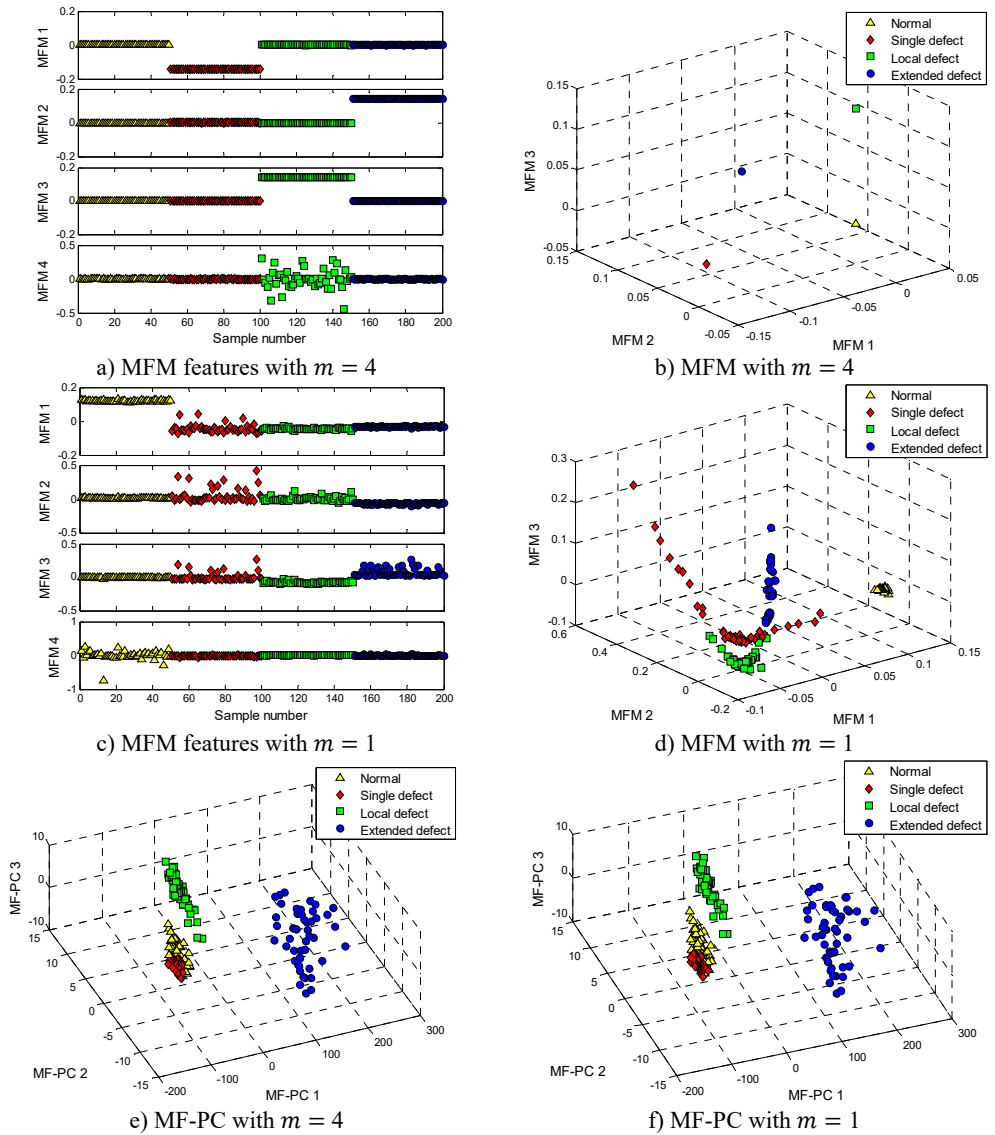 0.2
0
-0.2
MFM 1
0.2
0
-0.2
MFM 2
0.2
0
-0.2
MFM 3
0.5
0
-0.5
MFM 4
0 20 40 60 80 100 120 140 160 180 200
Sample number
a) MFM features with m = 4
Normal
Single defect
Local defect
Extended defect
0.15
0.1
0.05
0
-0.05
MFM 3
0.15
0.1
0.05
0
-0.05
MFM 2
-0.15
-0.1
-0.05
0
0.05
MFM 1
b) MFM with m = 4
0.2
0
-0.2
MFM 1
0.5
0
-0.5
MFM 2
0.5
0
-0.5
MFM 3
1
0
-1
MFM 4
0 20 40 60 80 100 120 140 160 180 200
Sample number
c) MFM features with m = 1
Normal
Single defect
Local defect
Extended defect
0.3
0.2
0.1
0
-0.1
MFM 3
0.6
0.4
0.2
0
-0.2
MFM 2
-0.1
-0.05
0
0.05
0.1
0.15
MFM 1
d) MFM with m = 1
Normal
Single defect
Local defect
Extended defect
10
0
-10
MF-PC 3
15
10
5
0
-5
-10
-15
MF-PC 2
-200
-100
0
100
200
300
MF-PC 1
e) MF-PC with m = 4
Normal
Single defect
Local defect
Extended defect
10
0
-10
MF-PC 3
15
10
5
0
-5
-10
-15
MF-PC 2
-200
-100
0
100
200
300
MF-PC 1
f) MF-PC with m = 1